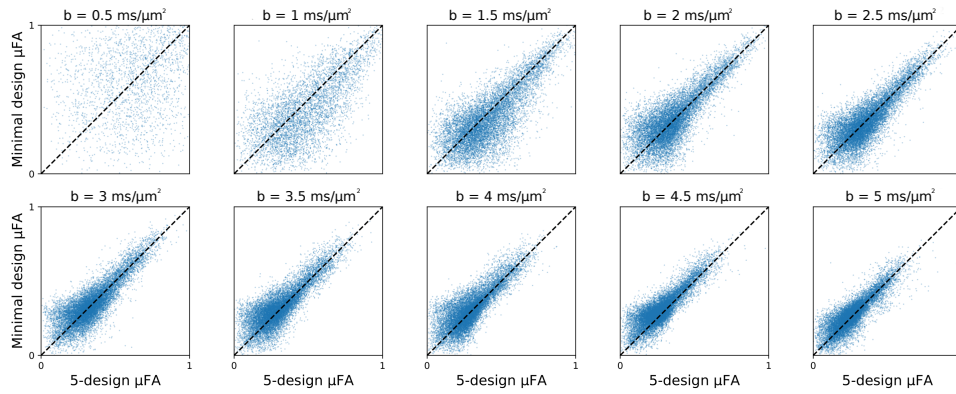 b = 0.5 ms/μm²
b = 1 ms/μm²
b = 1.5 ms/μm²
b = 2 ms/μm²
b = 2.5 ms/μm²
1
Minimal design μFA
0
b = 3 ms/μm²
b = 3.5 ms/μm²
b = 4 ms/μm²
b = 4.5 ms/μm²
b = 5 ms/μm²
1
Minimal design μFA
0
0 1
0 1
0 1
0 1
0 1
5-design μFA
5-design μFA
5-design μFA
5-design μFA
5-design μFA